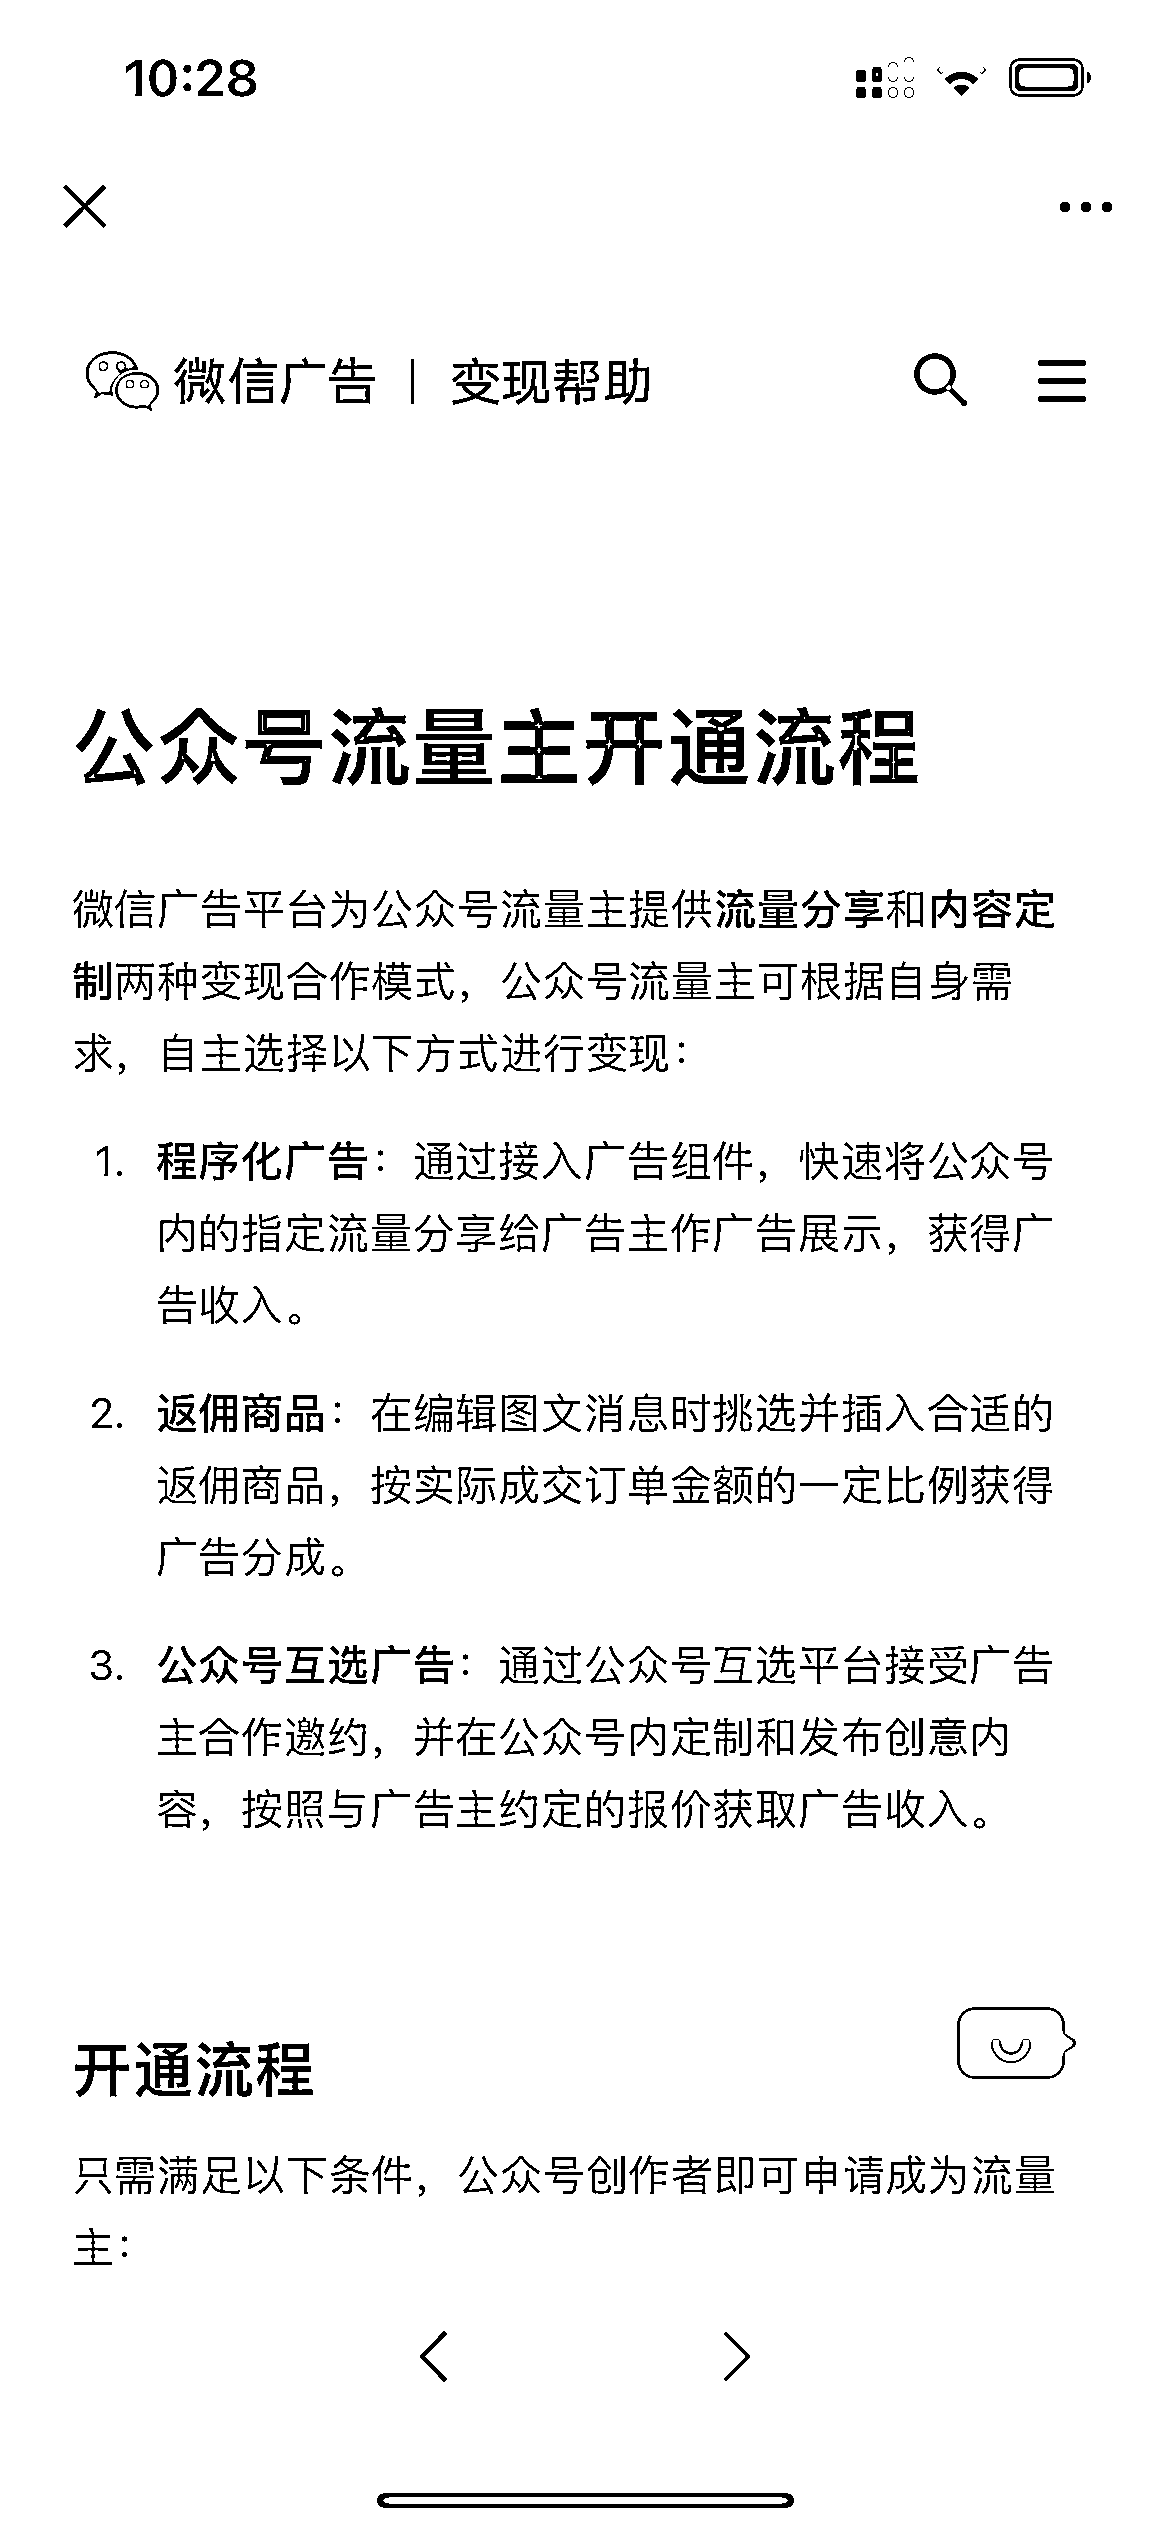 10:28
微信广告 | 变现帮助
公众号流量主开通流程
微信广告平台为公众号流量主提供流量分享和内容定
制两种变现合作模式，公众号流量主可根据自身需
求，自主选择以下方式进行变现：
1. 程序化广告：通过接入广告组件，快速将公众号
内的指定流量分享给广告主作广告展示，获得广
告收入。
2. 返佣商品：在编辑图文消息时挑选并插入合适的
返佣商品，按实际成交订单金额的一定比例获得
广告分成。
3. 公众号互选广告：通过公众号互选平台接受广告
主合作邀约，并在公众号内定制和发布创意内
容，按照与广告主约定的报价获取广告收入。
开通流程
只需满足以下条件，公众号创作者即可申请成为流量
主：